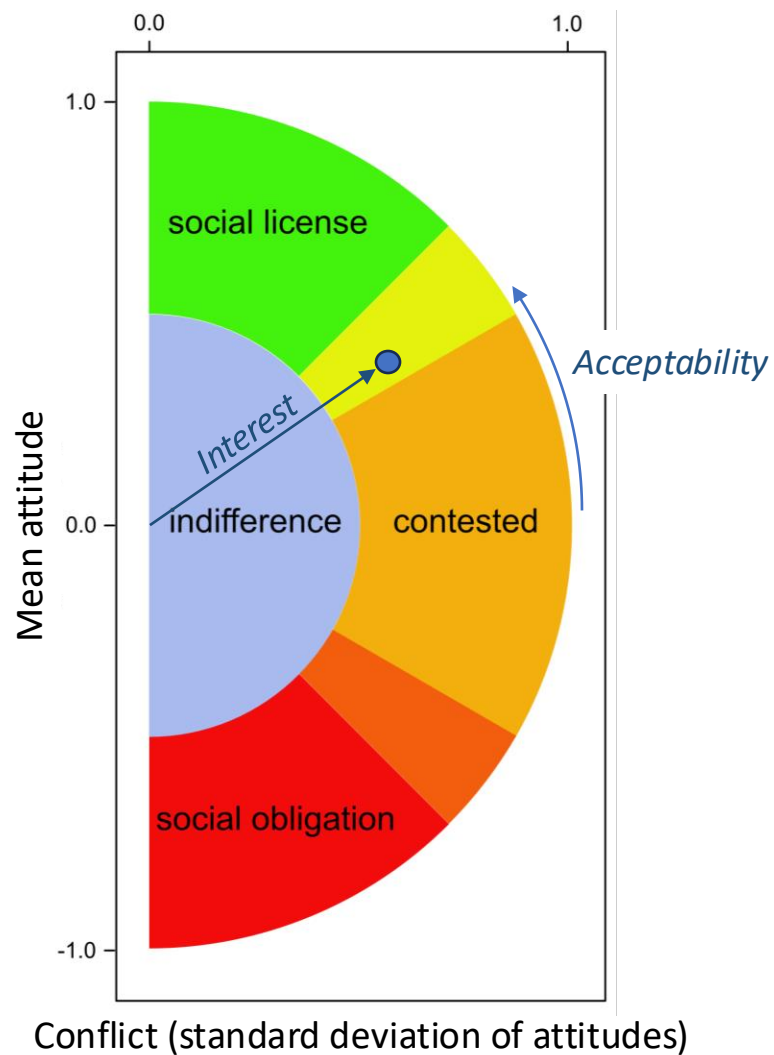 0.0 1.0
1.0
social license
Acceptability
Interest
Mean attitude
0.0
indifference contested
social obligation
-1.0
Conflict (standard deviation of attitudes)